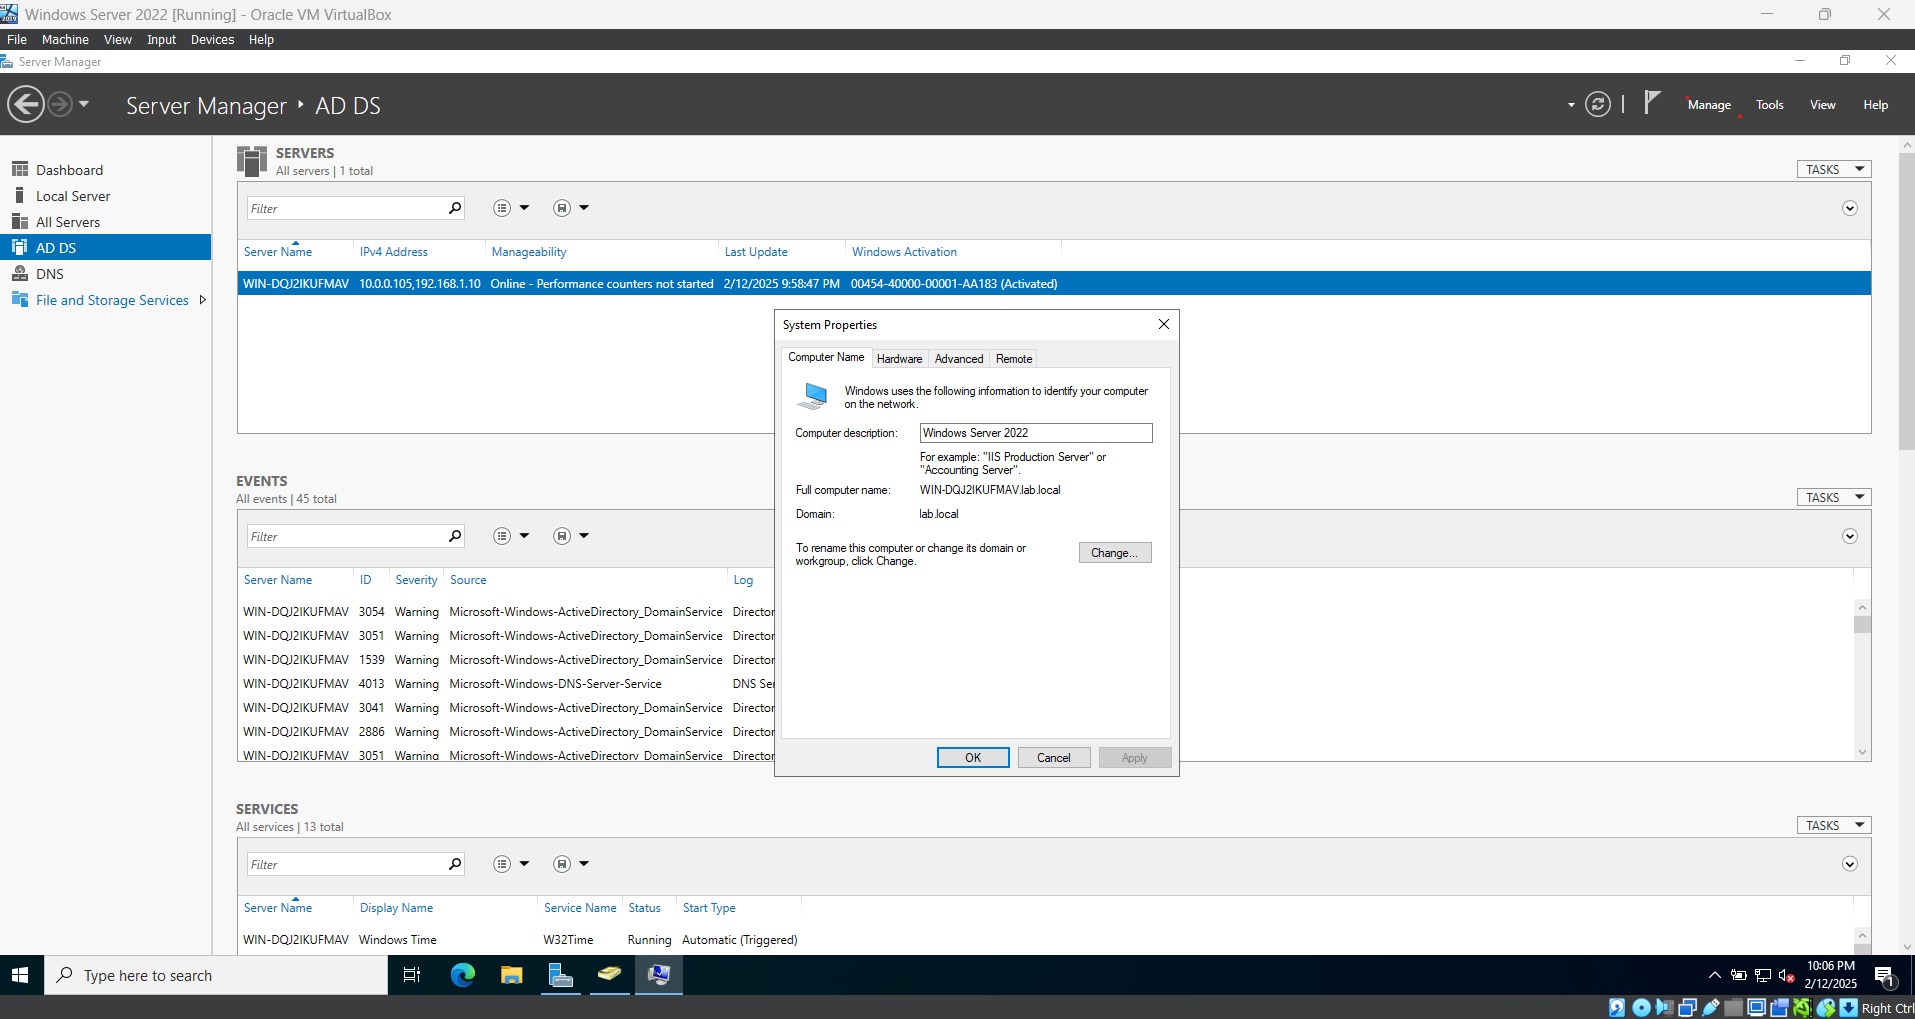 Windows Server 2022 [Running] - Oracle VM VirtualBox
File Machine View Input Devices Help
Server Manager
Server Manager ‣ AD DS
Manage Tools View Help
Dashboard
Local Server
All Servers
AD DS
DNS
File and Storage Services
SERVERS
All servers | 1 total
TASKS
Filter
Server Name IPv4 Address Manageability Last Update Windows Activation
WIN-DQJ2IKUFMAV 10.0.0.105,192.168.1.10 Online - Performance counters not started 2/12/2025 9:58:47 PM 00454-40000-00001-AA183 (Activated)
System Properties
Computer Name Hardware Advanced Remote
Windows uses the following information to identify your computer
on the network.
Computer description: Windows Server 2022
For example: "IIS Production Server" or
"Accounting Server".
Full computer name: WIN-DQJ2IKUFMAV.lab.local
Domain: lab.local
To rename this computer or change its domain or
workgroup, click Change.
Change...
OK Cancel Apply
EVENTS
All events | 45 total
TASKS
Filter
Server Name ID Severity Source Log
WIN-DQJ2IKUFMAV 3054 Warning Microsoft-Windows-ActiveDirectory_DomainService Director
WIN-DQJ2IKUFMAV 3051 Warning Microsoft-Windows-ActiveDirectory_DomainService Director
WIN-DQJ2IKUFMAV 1539 Warning Microsoft-Windows-ActiveDirectory_DomainService Director
WIN-DQJ2IKUFMAV 4013 Warning Microsoft-Windows-DNS-Server-Service DNS Se
WIN-DQJ2IKUFMAV 3041 Warning Microsoft-Windows-ActiveDirectory_DomainService Director
WIN-DQJ2IKUFMAV 2886 Warning Microsoft-Windows-ActiveDirectory_DomainService Director
WIN-DQJ2IKUFMAV 3051 Warning Microsoft-Windows-ActiveDirectory_DomainService Director
SERVICES
All services | 13 total
TASKS
Filter
Server Name Display Name Service Name Status Start Type
WIN-DQJ2IKUFMAV Windows Time W32Time Running Automatic (Triggered)
Type here to search
10:06 PM
2/12/2025
1
Right Ctrl